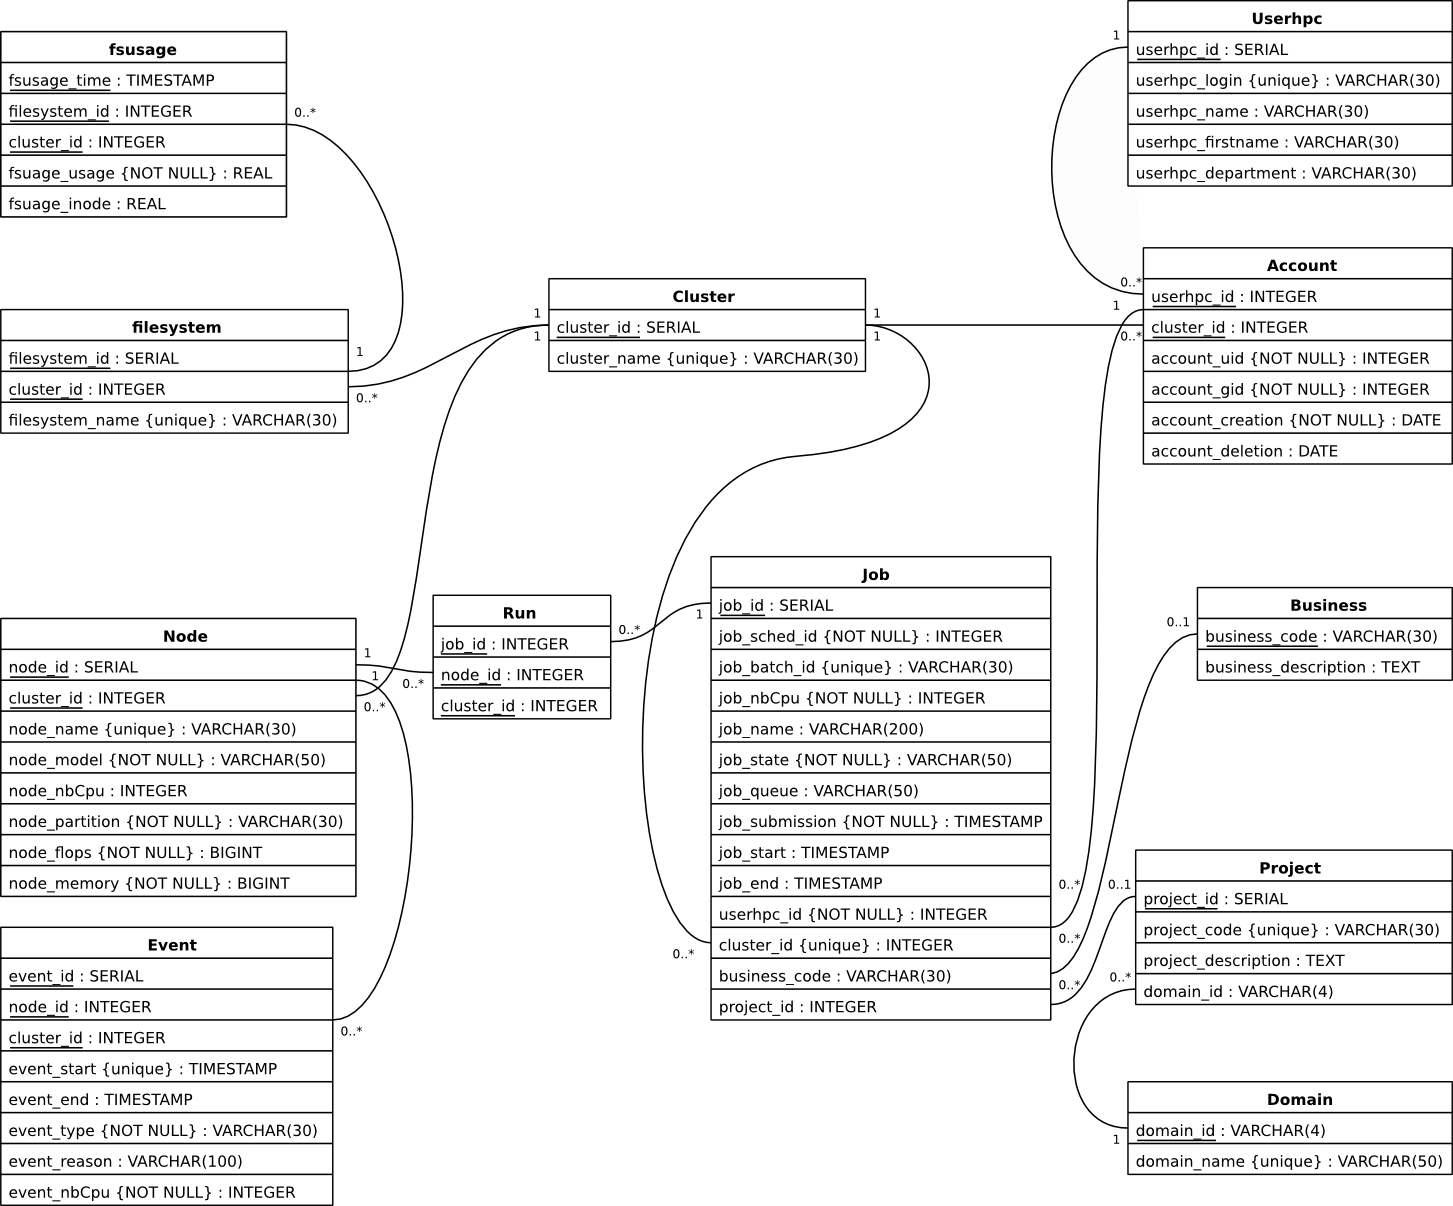 fsusage
fsusage_time : TIMESTAMP
filesystem_id : INTEGER
cluster_id : INTEGER
fsuage_usage {NOT NULL} : REAL
fsuage_inode : REAL
0..*
filesystem
filesystem_id : SERIAL
cluster_id : INTEGER
filesystem_name {unique} : VARCHAR(30)
1
0..*
Cluster
cluster_id : SERIAL
cluster_name {unique} : VARCHAR(30)
1
1
1
1
Userhpc
userhpc_id : SERIAL
userhpc_login {unique} : VARCHAR(30)
userhpc_name : VARCHAR(30)
userhpc_firstname : VARCHAR(30)
userhpc_department : VARCHAR(30)
1
Account
userhpc_id : INTEGER
cluster_id : INTEGER
account_uid {NOT NULL} : INTEGER
account_gid {NOT NULL} : INTEGER
account_creation {NOT NULL} : DATE
account_deletion : DATE
0..*
1
0..*
Node
node_id : SERIAL
cluster_id : INTEGER
node_name {unique} : VARCHAR(30)
node_model {NOT NULL} : VARCHAR(50)
node_nbCpu : INTEGER
node_partition {NOT NULL} : VARCHAR(30)
node_flops {NOT NULL} : BIGINT
node_memory {NOT NULL} : BIGINT
1
1
0..*
Run
job_id : INTEGER
node_id : INTEGER
cluster_id : INTEGER
0..*
0..*
Job
job_id : SERIAL
job_sched_id {NOT NULL} : INTEGER
job_batch_id {unique} : VARCHAR(30)
job_nbCpu {NOT NULL} : INTEGER
job_name : VARCHAR(200)
job_state {NOT NULL} : VARCHAR(50)
job_queue : VARCHAR(50)
job_submission {NOT NULL} : TIMESTAMP
job_start : TIMESTAMP
job_end : TIMESTAMP
userhpc_id {NOT NULL} : INTEGER
cluster_id {unique} : INTEGER
business_code : VARCHAR(30)
project_id : INTEGER
1
0..*
0..*
0..*
0..*
Business
business_code : VARCHAR(30)
business_description : TEXT
0..1
Project
project_id : SERIAL
project_code {unique} : VARCHAR(30)
project_description : TEXT
domain_id : VARCHAR(4)
0..1
0..*
Event
event_id : SERIAL
node_id : INTEGER
cluster_id : INTEGER
event_start {unique} : TIMESTAMP
event_end : TIMESTAMP
event_type {NOT NULL} : VARCHAR(30)
event_reason : VARCHAR(100)
event_nbCpu {NOT NULL} : INTEGER
0..*
Domain
domain_id : VARCHAR(4)
domain_name {unique} : VARCHAR(50)
1